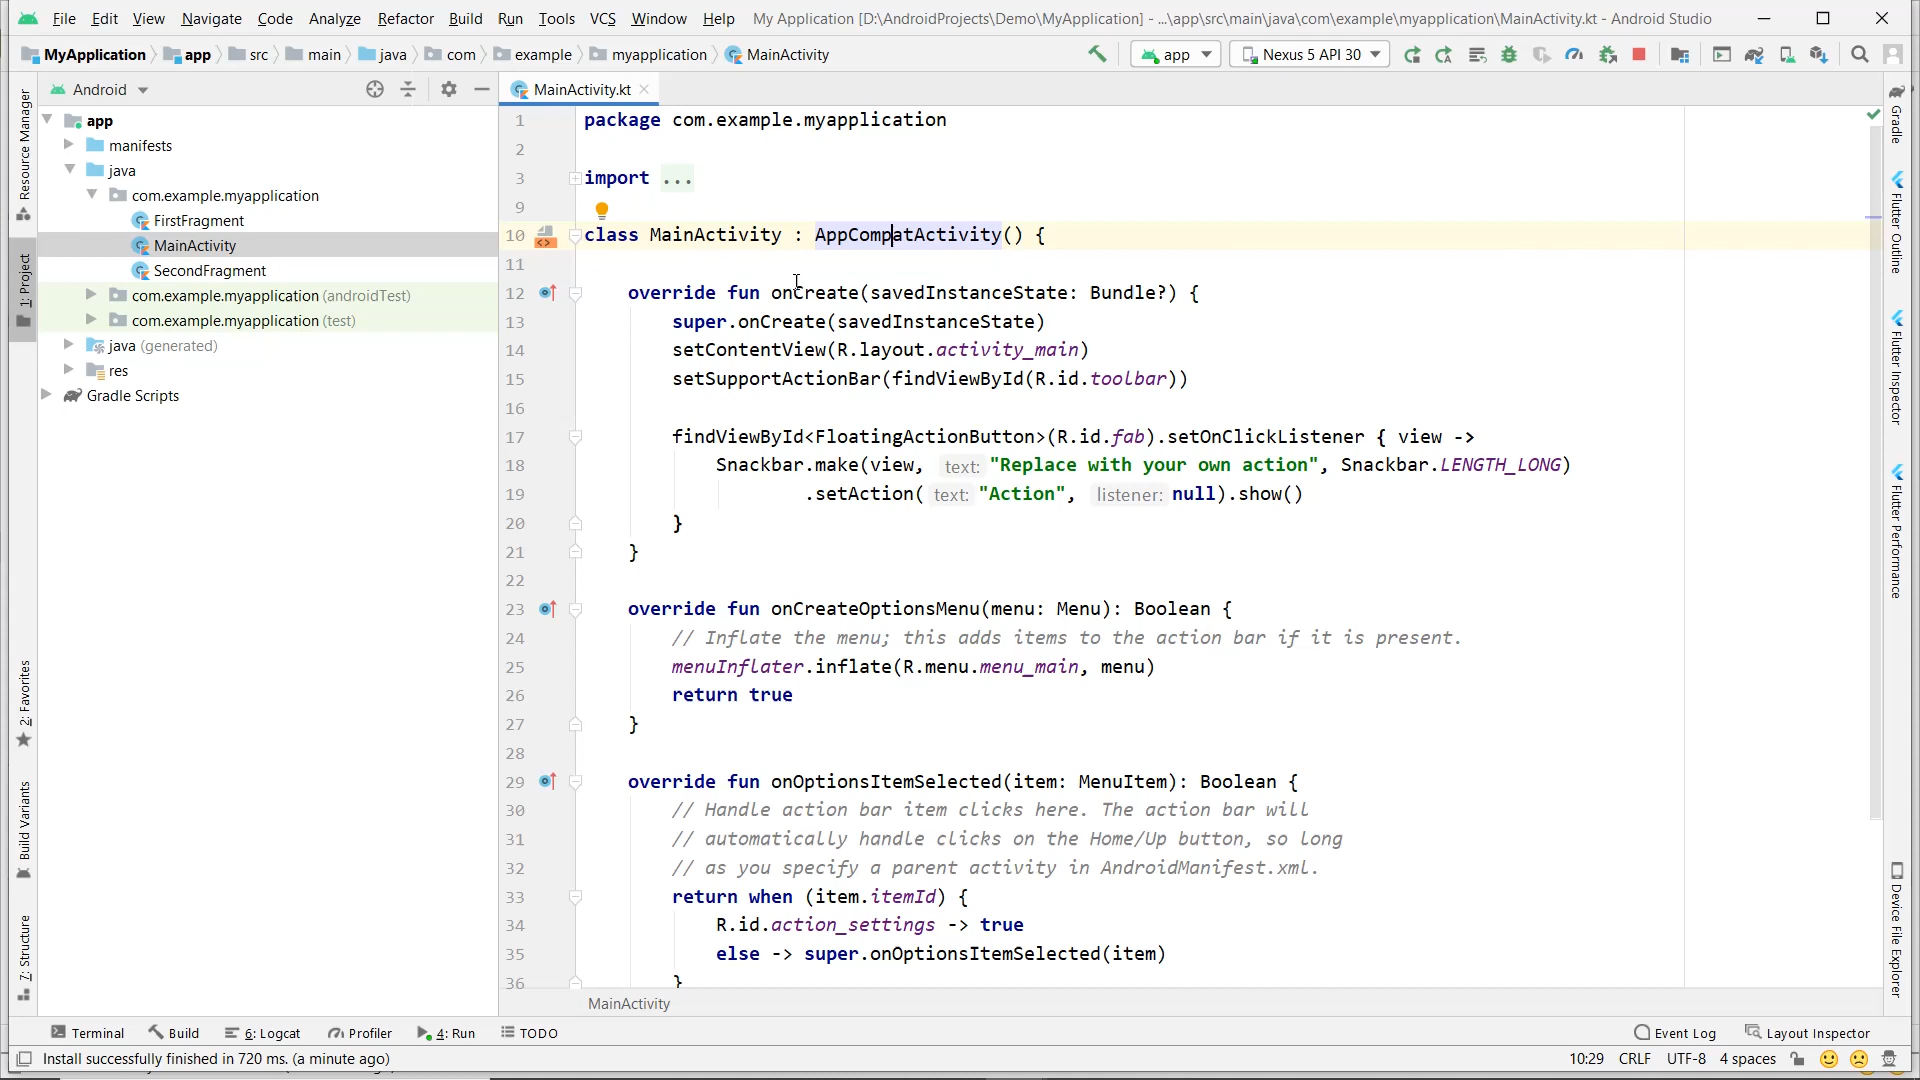 File Edit View Navigate Code Analyze Refactor Build Run Tools VCS Window Help My Application [D:\AndroidProjects\Demo\MyApplication] - ...\app\src\main\java\com\example\myapplication\MainActivity.kt - Android Studio
MyApplication app src main java com example myapplication MainActivity app Nexus 5 API 30
Android
MainActivity.kt
app
manifests
java
com.example.myapplication
FirstFragment
MainActivity
SecondFragment
com.example.myapplication (androidTest)
com.example.myapplication (test)
java (generated)
res
Gradle Scripts
Resource Manager
1: Project
2: Favorites
Build Variants
7: Structure
1 package com.example.myapplication
2
3 import ...
9
10 class MainActivity : AppCompatActivity() {
11
12 override fun onCreate(savedInstanceState: Bundle?) {
13 super.onCreate(savedInstanceState)
14 setContentView(R.layout.activity_main)
15 setSupportActionBar(findViewById(R.id.toolbar))
16
17 findViewById<FloatingActionButton>(R.id.fab).setOnClickListener { view ->
18 Snackbar.make(view, text: "Replace with your own action", Snackbar.LENGTH_LONG)
19 .setAction( text: "Action", listener: null).show()
20 }
21 }
22
23 override fun onCreateOptionsMenu(menu: Menu): Boolean {
24 // Inflate the menu; this adds items to the action bar if it is present.
25 menuInflater.inflate(R.menu.menu_main, menu)
26 return true
27 }
28
29 override fun onOptionsItemSelected(item: MenuItem): Boolean {
30 // Handle action bar item clicks here. The action bar will
31 // automatically handle clicks on the Home/Up button, so long
32 // as you specify a parent activity in AndroidManifest.xml.
33 return when (item.itemId) {
34 R.id.action_settings -> true
35 else -> super.onOptionsItemSelected(item)
36 }
MainActivity
Gradle
Flutter Outline
Flutter Inspector
Flutter Performance
Device File Explorer
Terminal Build 6: Logcat Profiler 4: Run TODO Event Log Layout Inspector
Install successfully finished in 720 ms. (a minute ago) 10:29 CRLF UTF-8 4 spaces